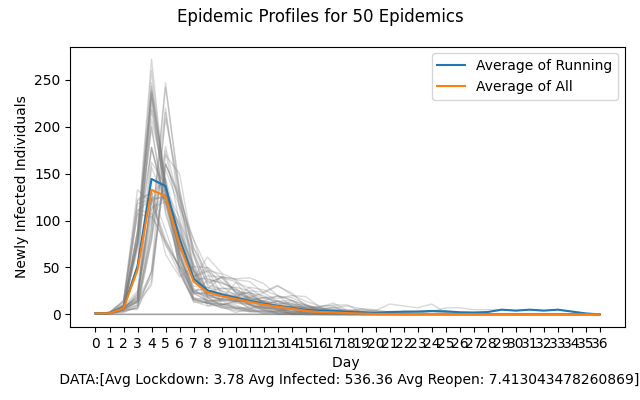 Epidemic Profiles for 50 Epidemics
Average of Running
Average of All
Newly Infected Individuals
250
200
150
100
50
0
0 1 2 3 4 5 6 7 8 9 10 11 12 13 14 15 16 17 18 19 20 21 22 23 24 25 26 27 28 29 30 31 32 33 34 35 36
Day
DATA:[Avg Lockdown: 3.78 Avg Infected: 536.36 Avg Reopen: 7.413043478260869]